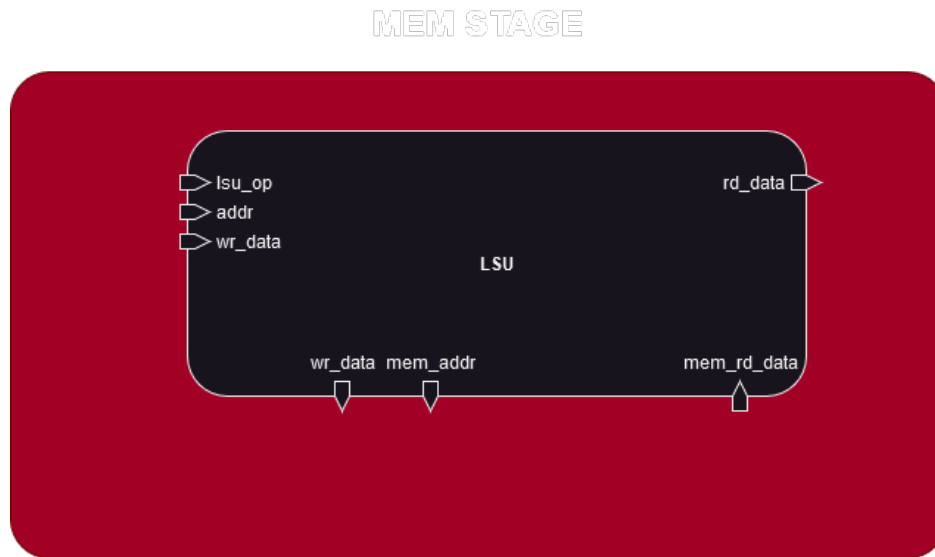 MEM STAGE
lsu_op
rd_data
addr
wr_data
LSU
wr_data
mem_addr
mem_rd_data